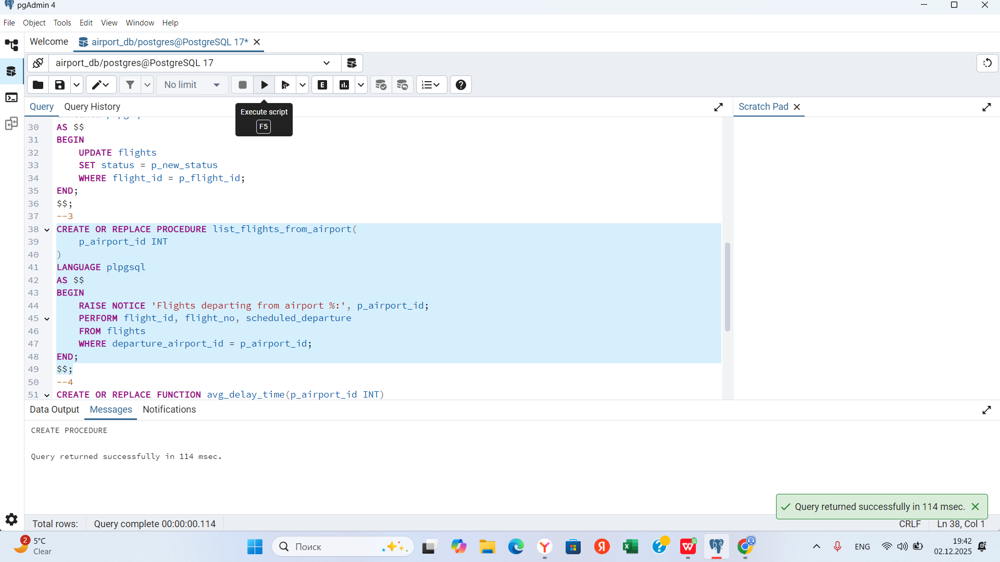 pgAdmin 4
File Object Tools Edit View Window Help
Welcome airport_db/postgres@PostgreSQL 17*
airport_db/postgres@PostgreSQL 17
No limit
E
Query Query History
Execute script
F5
Scratch Pad
30 AS $$
31 BEGIN
32 UPDATE flights
33 SET status = p_new_status
34 WHERE flight_id = p_flight_id;
35 END;
36 $$;
37 --3
38 CREATE OR REPLACE PROCEDURE list_flights_from_airport(
39 p_airport_id INT
40 )
41 LANGUAGE plpgsql
42 AS $$
43 BEGIN
44 RAISE NOTICE 'Flights departing from airport %:', p_airport_id;
45 PERFORM flight_id, flight_no, scheduled_departure
46 FROM flights
47 WHERE departure_airport_id = p_airport_id;
48 END;
49 $$;
50 --4
51 CREATE OR REPLACE FUNCTION avg_delay_time(p_airport_id INT)
Data Output Messages Notifications
CREATE PROCEDURE
Query returned successfully in 114 msec.
Query returned successfully in 114 msec.
Total rows: Query complete 00:00:00.114
CRLF Ln 38, Col 1
2 5°C
Clear
Поиск
ENG
19:42
02.12.2025